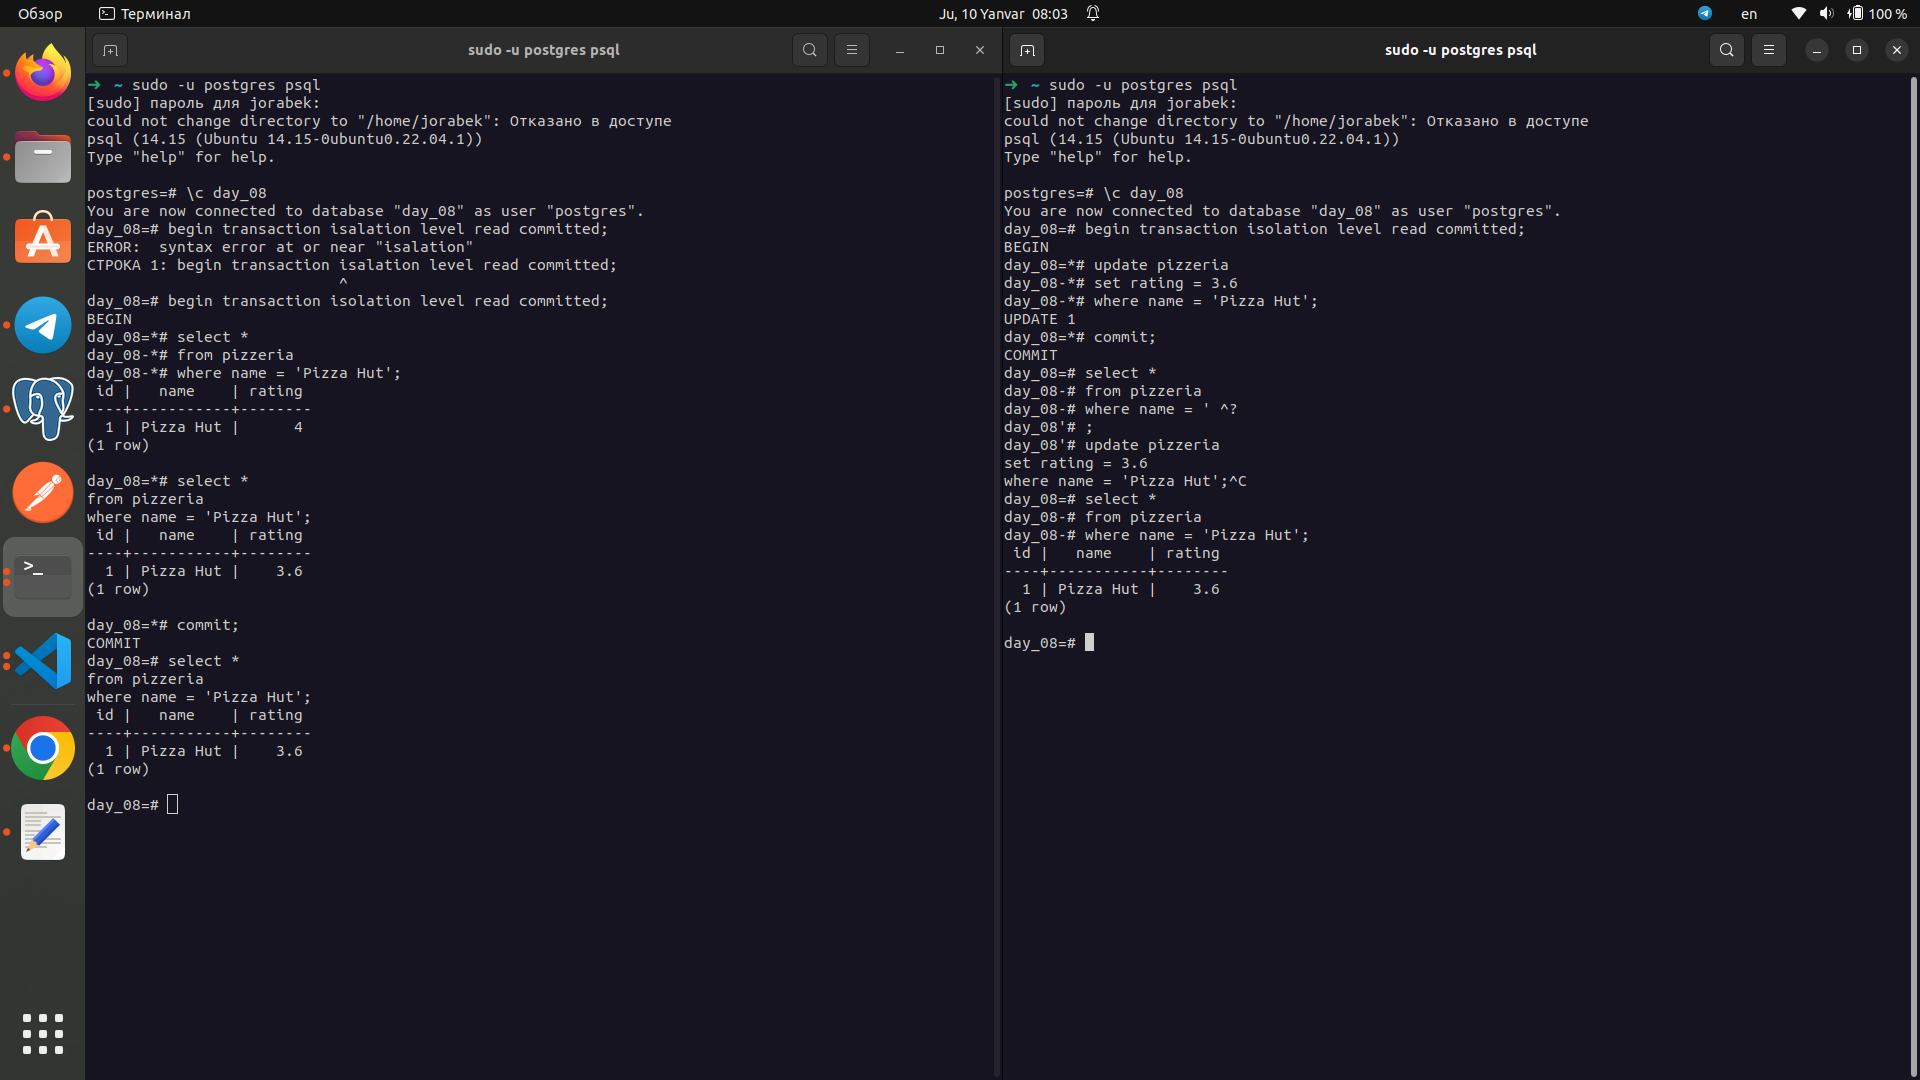 Обзор
Терминал
Ju, 10 Yanvar 08:03
en
100 %
sudo -u postgres psql
➜ ~ sudo -u postgres psql
[sudo] пароль для jorabek:
could not change directory to "/home/jorabek": Отказано в доступе
psql (14.15 (Ubuntu 14.15-0ubuntu0.22.04.1))
Type "help" for help.
postgres=# \c day_08
You are now connected to database "day_08" as user "postgres".
day_08=# begin transaction isalation level read committed;
ERROR:  syntax error at or near "isalation"
СТРОКА 1: begin transaction isalation level read committed;
^
day_08=# begin transaction isolation level read committed;
BEGIN
day_08=*# select *
day_08-*# from pizzeria
day_08-*# where name = 'Pizza Hut';
id |   name    | rating
----+-----------+--------
1 | Pizza Hut |      4
(1 row)
day_08=*# select *
from pizzeria
where name = 'Pizza Hut';
id |   name    | rating
----+-----------+--------
1 | Pizza Hut |    3.6
(1 row)
day_08=*# commit;
COMMIT
day_08=# select *
from pizzeria
where name = 'Pizza Hut';
id |   name    | rating
----+-----------+--------
1 | Pizza Hut |    3.6
(1 row)
day_08=#
sudo -u postgres psql
➜ ~ sudo -u postgres psql
[sudo] пароль для jorabek:
could not change directory to "/home/jorabek": Отказано в доступе
psql (14.15 (Ubuntu 14.15-0ubuntu0.22.04.1))
Type "help" for help.
postgres=# \c day_08
You are now connected to database "day_08" as user "postgres".
day_08=# begin transaction isolation level read committed;
BEGIN
day_08=*# update pizzeria
day_08-*# set rating = 3.6
day_08-*# where name = 'Pizza Hut';
UPDATE 1
day_08=*# commit;
COMMIT
day_08=# select *
day_08-# from pizzeria
day_08-# where name = ' ^?
day_08'# ;
day_08'# update pizzeria
set rating = 3.6
where name = 'Pizza Hut';^C
day_08=# select *
day_08-# from pizzeria
day_08-# where name = 'Pizza Hut';
id |   name    | rating
----+-----------+--------
1 | Pizza Hut |    3.6
(1 row)
day_08=#